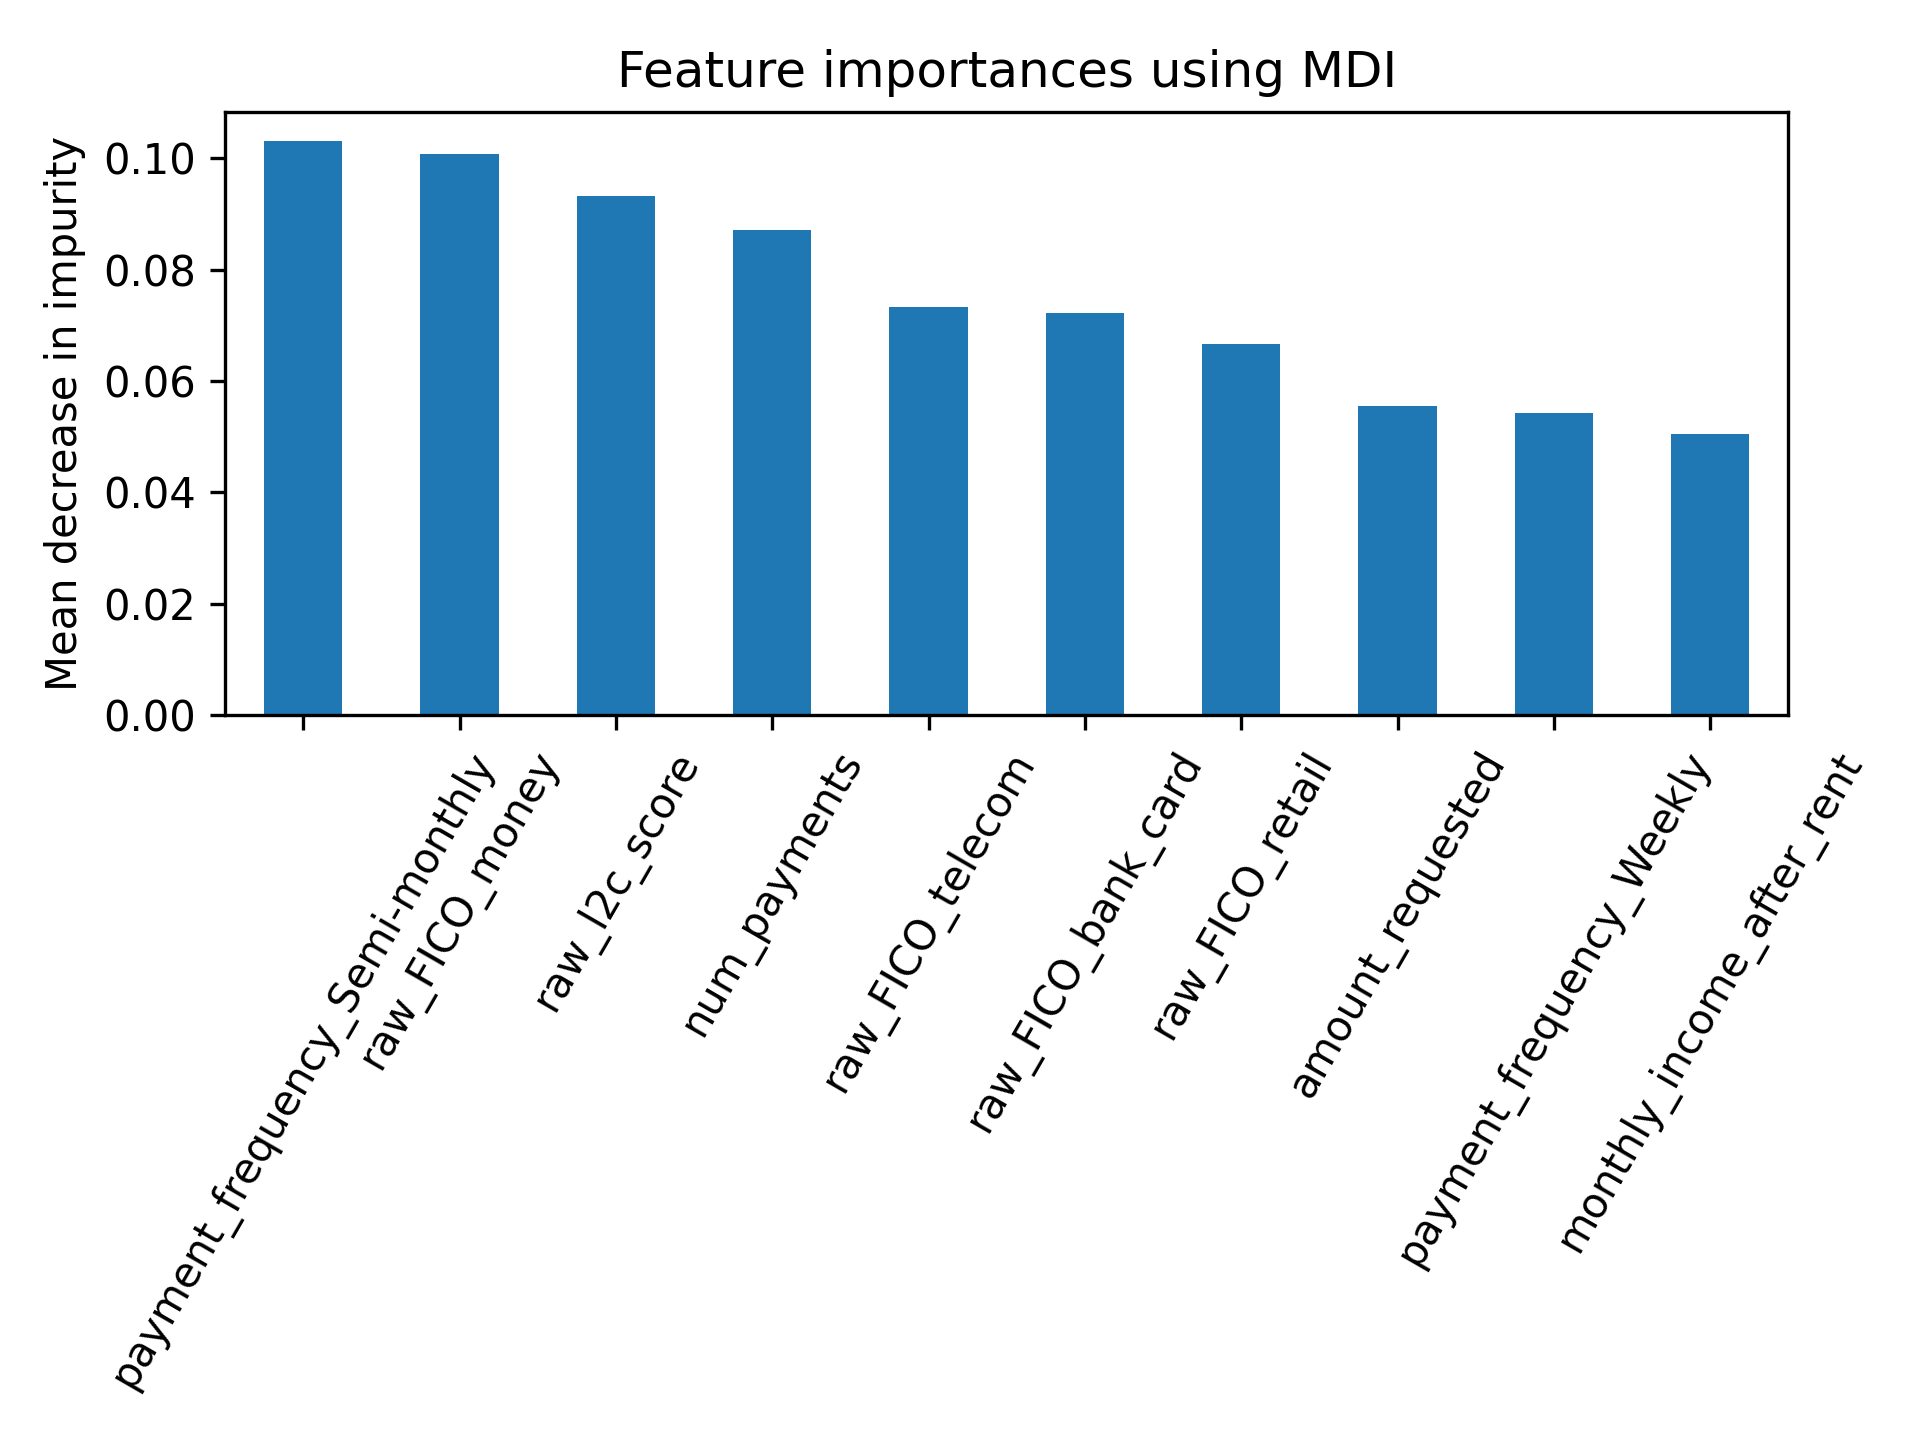 Feature importances using MDI
Mean decrease in impurity
0.10
0.08
0.06
0.04
0.02
0.00
payment_frequency_Semi-monthly
raw_FICO_money
raw_l2c_score
num_payments
raw_FICO_telecom
raw_FICO_bank_card
raw_FICO_retail
amount_requested
payment_frequency_Weekly
monthly_income_after_rent